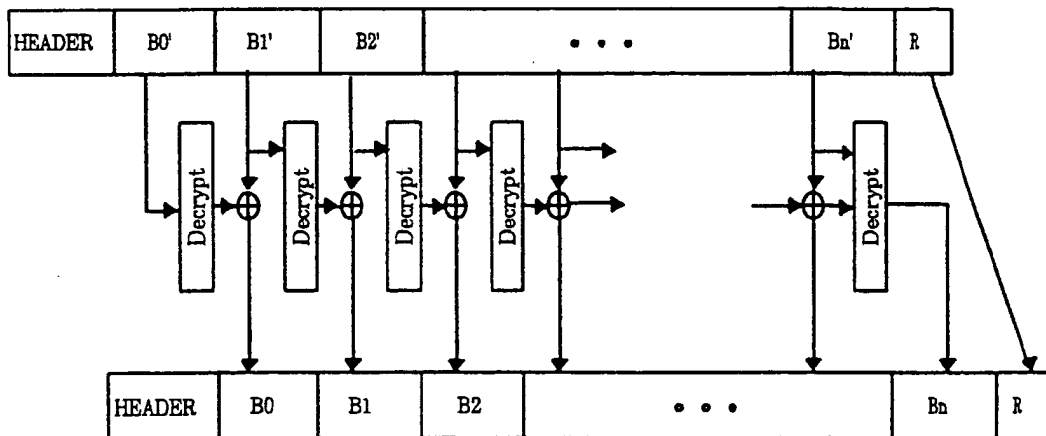 HEADER B0' B1' B2' • • • Bn' R
Decrypt Decrypt Decrypt Decrypt Decrypt
HEADER B0 B1 B2 • • • Bn R